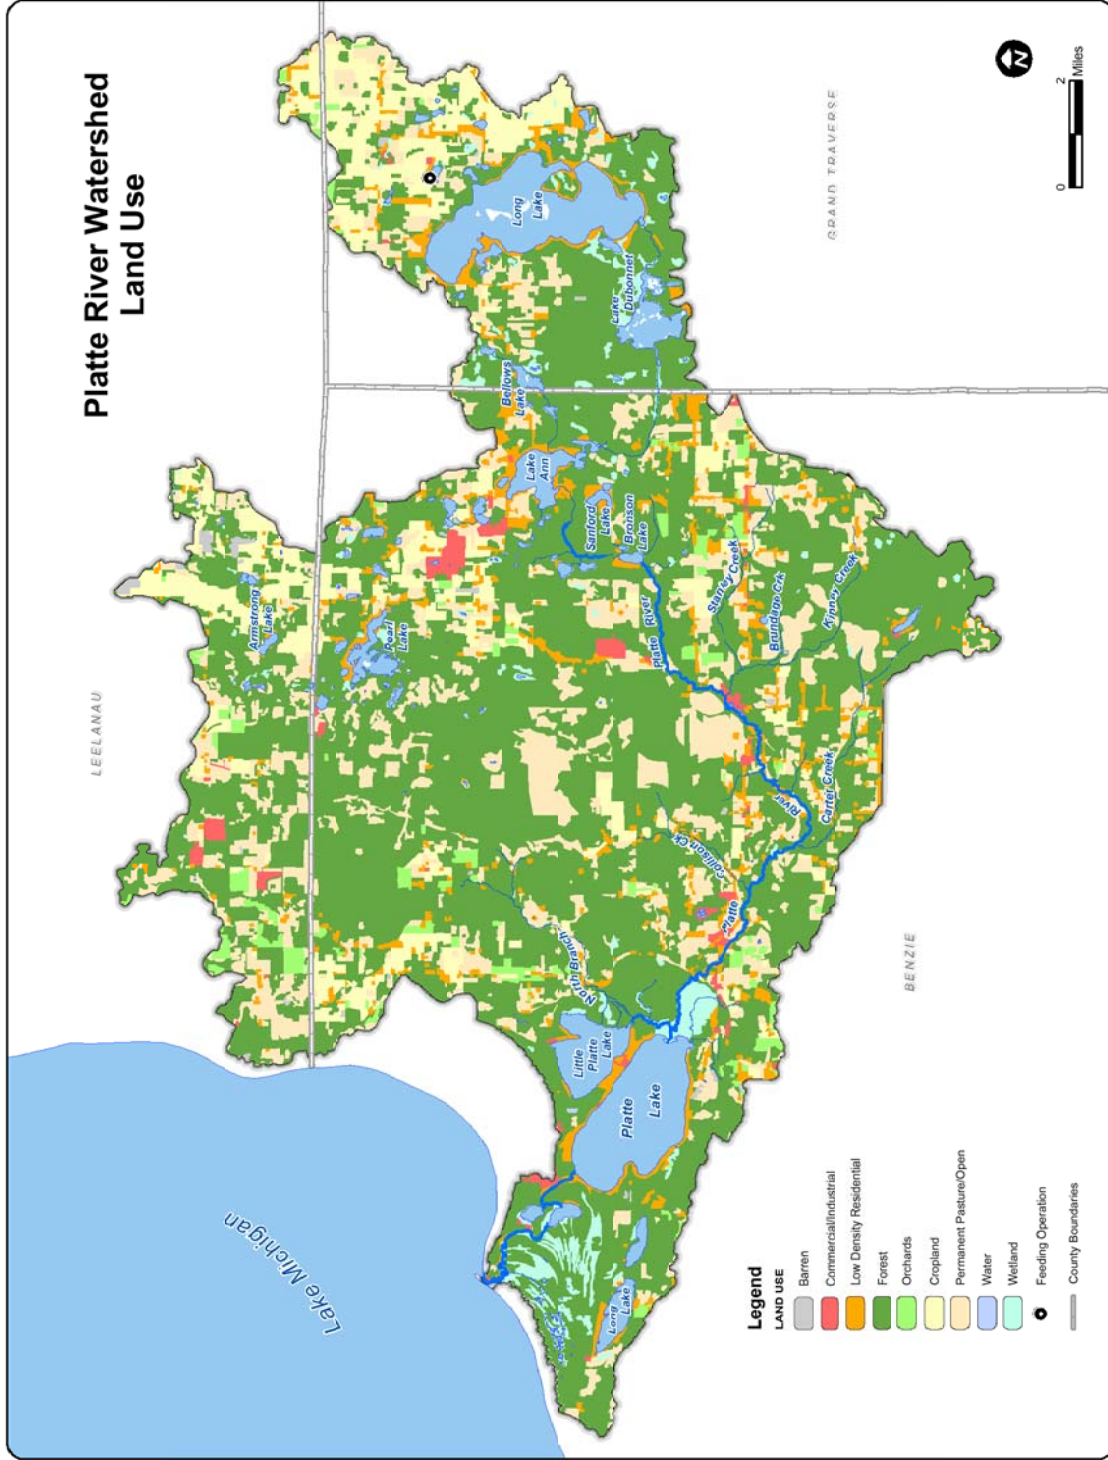 Platte River Watershed
Land Use
LEELANAU
GRAND TRAVERSE
BENZIE
Lake Michigan
Armstrong
Lake
Pearl
Lake
Bellows
Lake
Long
Lake
Lake
Dubonnet
Lake
Ann
Sanford
Lake
Bronson
Lake
Platte River
Stanley Creek
Brundage Crk
Kinney Creek
Carter Creek
River
Collison Ck
Platte
North Branch
Little
Platte
Lake
Platte
Lake
Long
Lake
N
0 2
Miles
Legend
LAND USE
Barren
Commercial/Industrial
Low Density Residential
Forest
Orchards
Cropland
Permanent Pasture/Open
Water
Wetland
Feeding Operation
County Boundaries